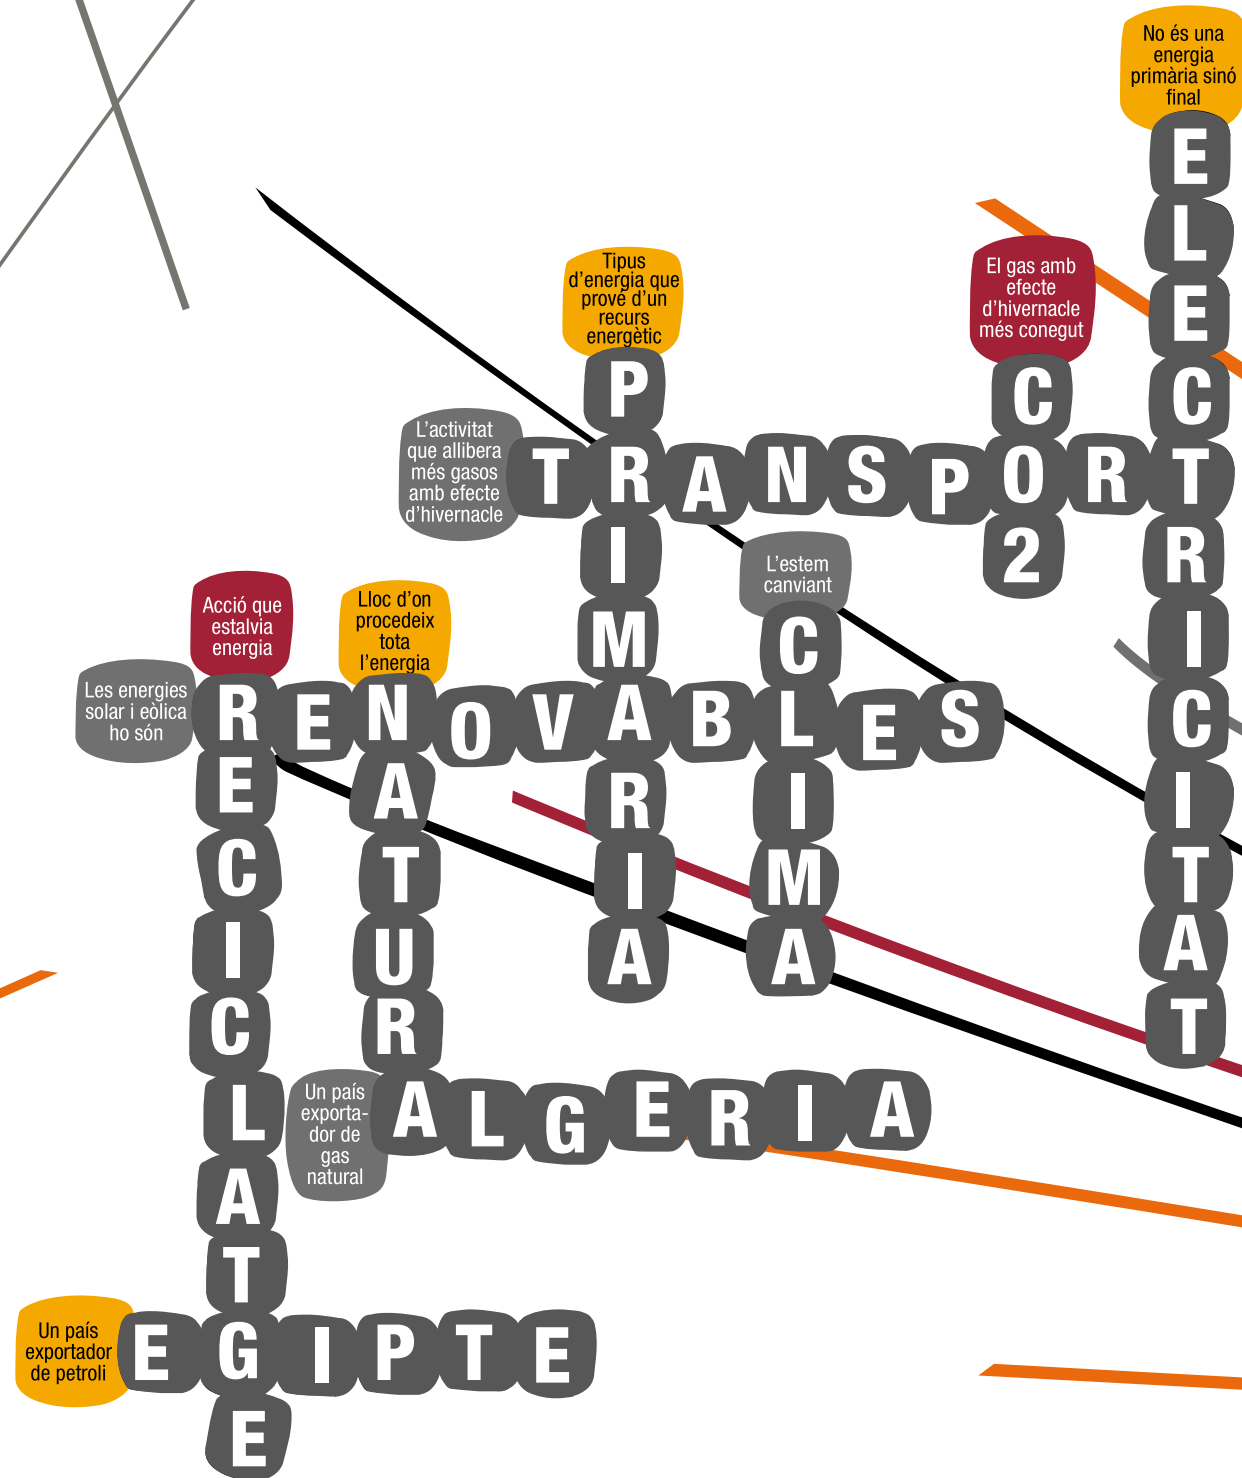 No és una
energia
primària sinó
final
ELECTRICITAT
Tipus
d'energia que
prové d'un
recurs
energètic
PRIMARIA
El gas amb
efecte
d'hivernacle
més conegut
CO2
L'activitat
que allibera
més gasos
amb efecte
d'hivernacle
TRANSPORT
L'estem
canviant
CLIMA
Acció que
estalvia
energia
RECICLATGE
Lloc d'on
procedeix
tota
l'energia
NATURA
Les energies
solar i eòlica
ho són
RENOVABLES
Un país
exporta-
dor de
gas
natural
ALGERIA
Un país
exportador
de petroli
EGIPTE